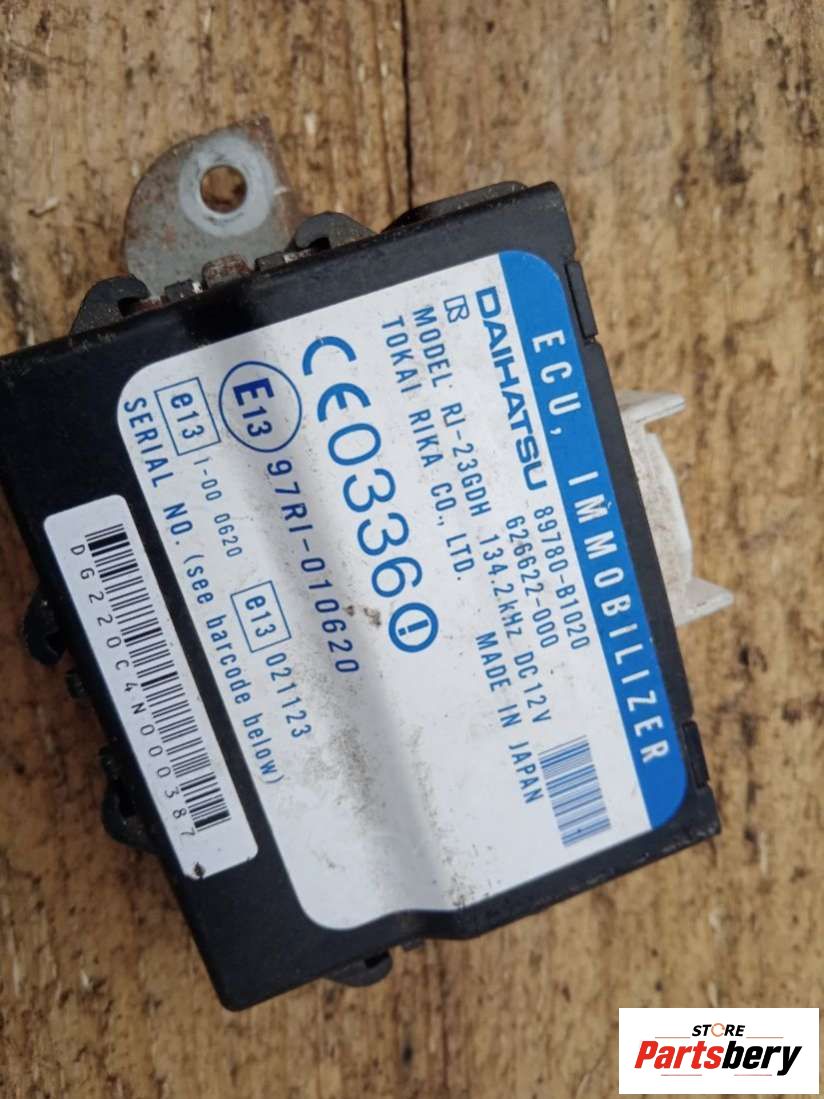 ECU, IMMOBILIZER
DAIHATSU 89780-B1020
626622-000
MODEL RI-23GDH 134.2kHz DC12V
TOKAI RIKA CO., LTD. MADE IN JAPAN
CE0336
E13 97RI-010620
e13 1-00 0620 e13 021123
SERIAL NO. (see barcode below)
DG220C4N000387
STORE
Partsbery